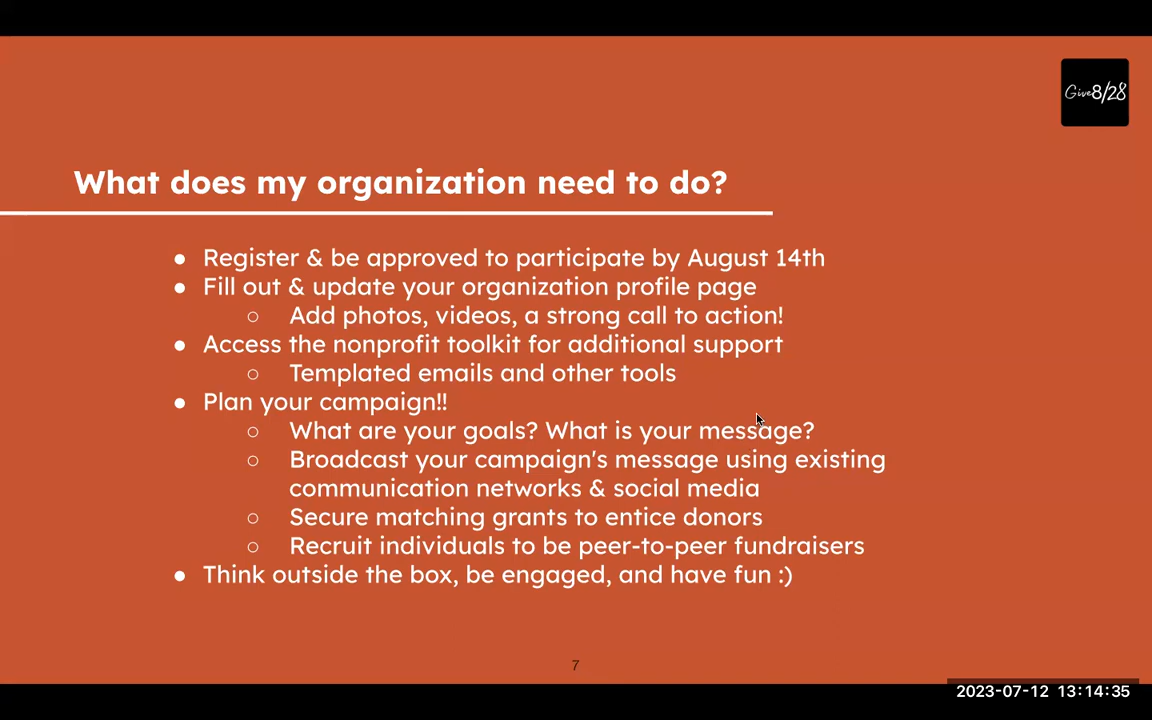 Give8/28
What does my organization need to do?
● Register & be approved to participate by August 14th
● Fill out & update your organization profile page
○ Add photos, videos, a strong call to action!
● Access the nonprofit toolkit for additional support
○ Templated emails and other tools
● Plan your campaign!!
○ What are your goals? What is your message?
○ Broadcast your campaign's message using existing
communication networks & social media
○ Secure matching grants to entice donors
○ Recruit individuals to be peer-to-peer fundraisers
● Think outside the box, be engaged, and have fun :)
7
2023-07-12 13:14:35